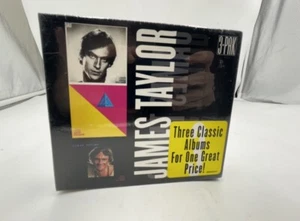 JAMES TAYLOR
3-PAK
Three Classic
Albums
For One Great
Price!